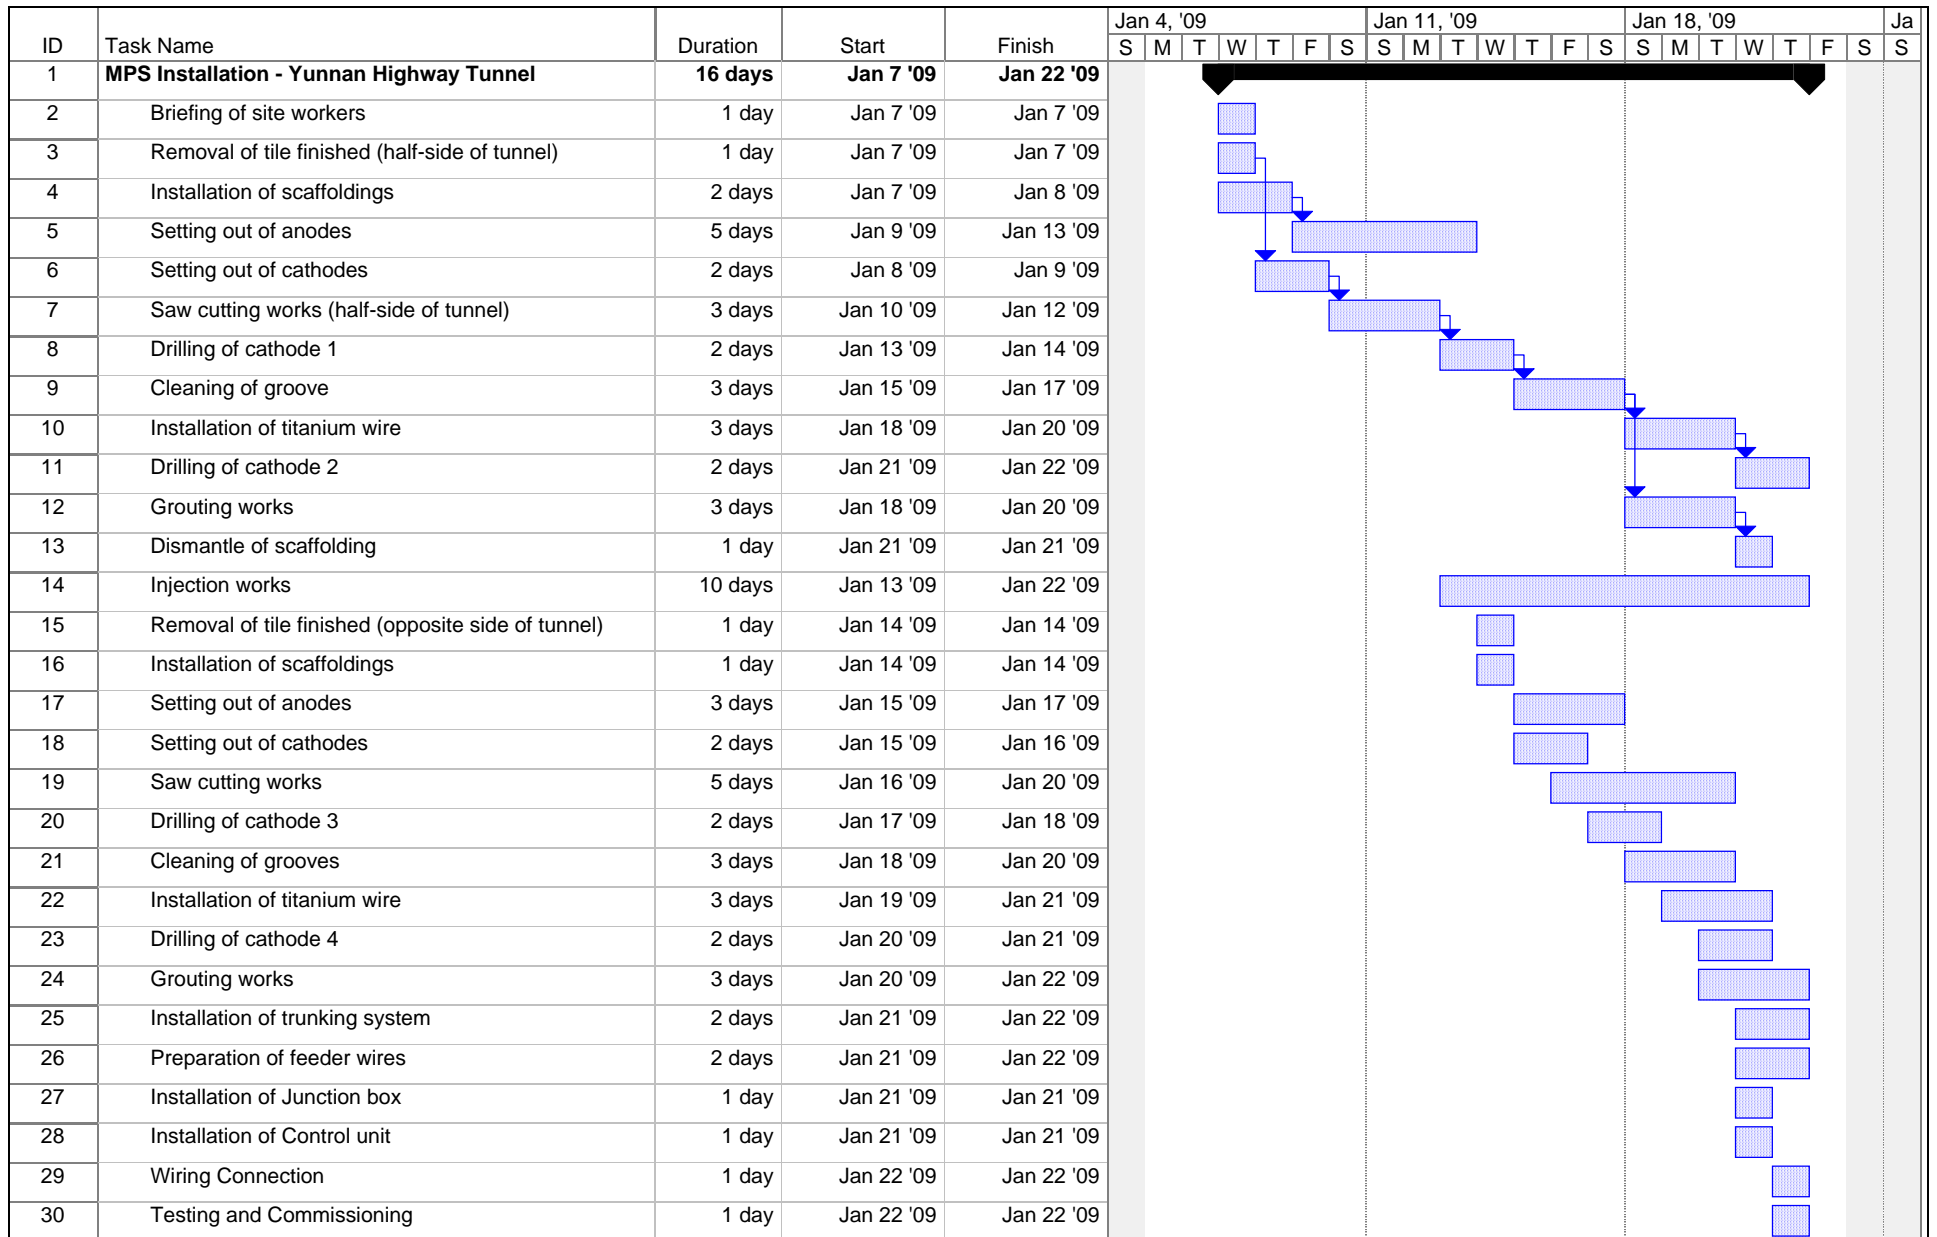 Jan 4, '09 Jan 11, '09 Jan 18, '09 Ja
ID Task Name Duration Start Finish S M T W T F S S M T W T F S S M T W T F S S
1 MPS Installation - Yunnan Highway Tunnel 16 days Jan 7 '09 Jan 22 '09
2 Briefing of site workers 1 day Jan 7 '09 Jan 7 '09
3 Removal of tile finished (half-side of tunnel) 1 day Jan 7 '09 Jan 7 '09
4 Installation of scaffoldings 2 days Jan 7 '09 Jan 8 '09
5 Setting out of anodes 5 days Jan 9 '09 Jan 13 '09
6 Setting out of cathodes 2 days Jan 8 '09 Jan 9 '09
7 Saw cutting works (half-side of tunnel) 3 days Jan 10 '09 Jan 12 '09
8 Drilling of cathode 1 2 days Jan 13 '09 Jan 14 '09
9 Cleaning of groove 3 days Jan 15 '09 Jan 17 '09
10 Installation of titanium wire 3 days Jan 18 '09 Jan 20 '09
11 Drilling of cathode 2 2 days Jan 21 '09 Jan 22 '09
12 Grouting works 3 days Jan 18 '09 Jan 20 '09
13 Dismantle of scaffolding 1 day Jan 21 '09 Jan 21 '09
14 Injection works 10 days Jan 13 '09 Jan 22 '09
15 Removal of tile finished (opposite side of tunnel) 1 day Jan 14 '09 Jan 14 '09
16 Installation of scaffoldings 1 day Jan 14 '09 Jan 14 '09
17 Setting out of anodes 3 days Jan 15 '09 Jan 17 '09
18 Setting out of cathodes 2 days Jan 15 '09 Jan 16 '09
19 Saw cutting works 5 days Jan 16 '09 Jan 20 '09
20 Drilling of cathode 3 2 days Jan 17 '09 Jan 18 '09
21 Cleaning of grooves 3 days Jan 18 '09 Jan 20 '09
22 Installation of titanium wire 3 days Jan 19 '09 Jan 21 '09
23 Drilling of cathode 4 2 days Jan 20 '09 Jan 21 '09
24 Grouting works 3 days Jan 20 '09 Jan 22 '09
25 Installation of trunking system 2 days Jan 21 '09 Jan 22 '09
26 Preparation of feeder wires 2 days Jan 21 '09 Jan 22 '09
27 Installation of Junction box 1 day Jan 21 '09 Jan 21 '09
28 Installation of Control unit 1 day Jan 21 '09 Jan 21 '09
29 Wiring Connection 1 day Jan 22 '09 Jan 22 '09
30 Testing and Commissioning 1 day Jan 22 '09 Jan 22 '09